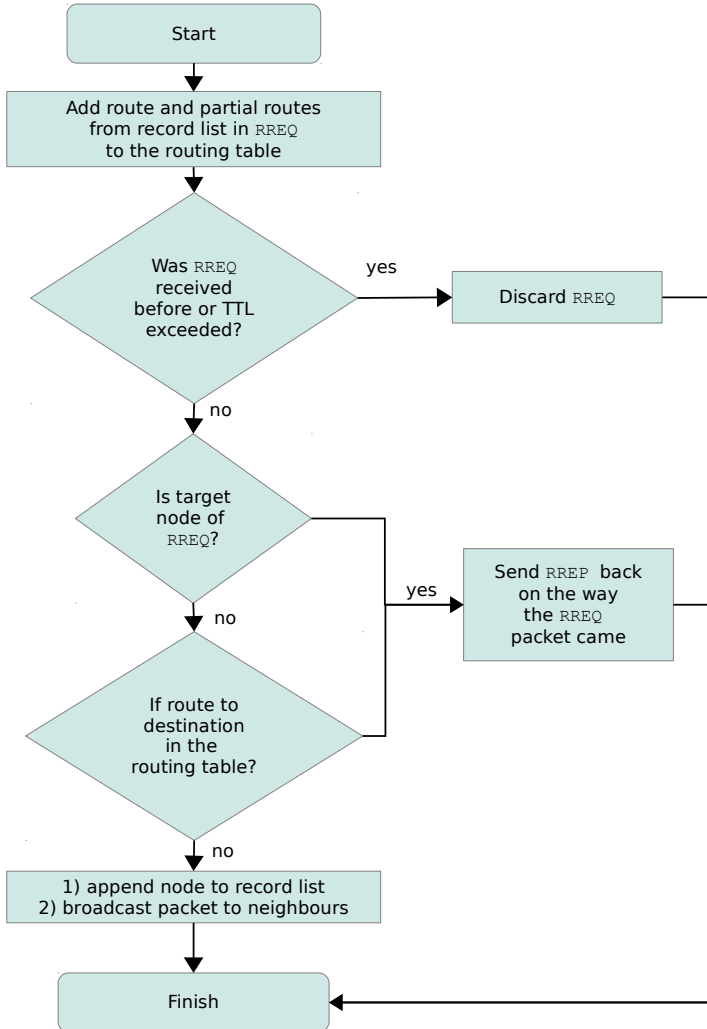 Start
Add route and partial routes
from record list in RREQ
to the routing table
Was RREQ
received
before or TTL
exceeded?
yes
Discard RREQ
no
Is target
node of
RREQ?
yes
Send RREP back
on the way
the RREQ
packet came
no
If route to
destination
in the
routing table?
no
1) append node to record list
2) broadcast packet to neighbours
Finish